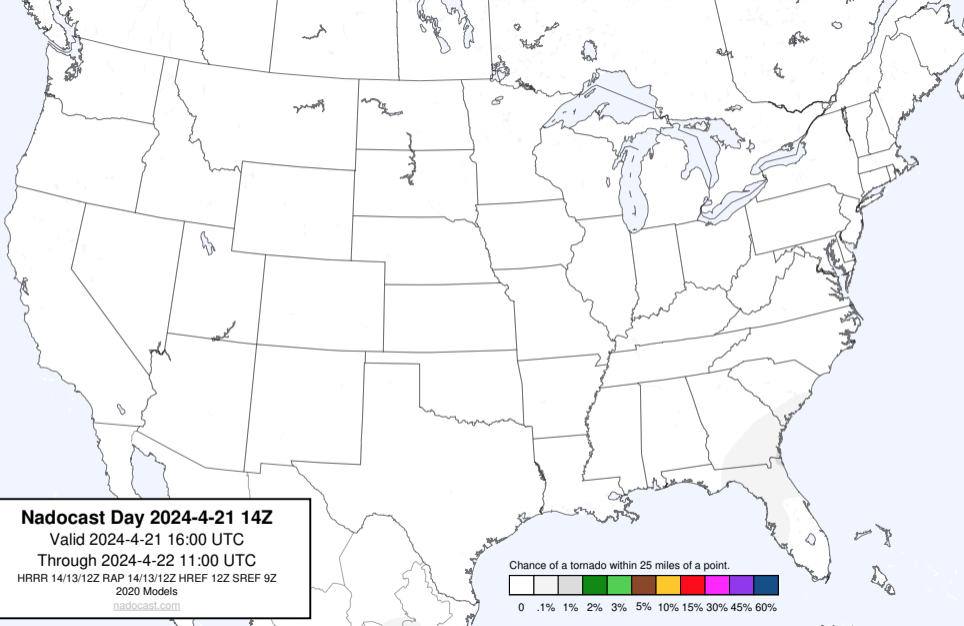 Nadocast Day 2024-4-21 14Z
Valid 2024-4-21 16:00 UTC
Through 2024-4-22 11:00 UTC
HRRR 14/13/12Z RAP 14/13/12Z HREF 12Z SREF 9Z
2020 Models
nadocast.com
Chance of a tornado within 25 miles of a point.
0 .1% 1% 2% 3% 5% 10% 15% 30% 45% 60%